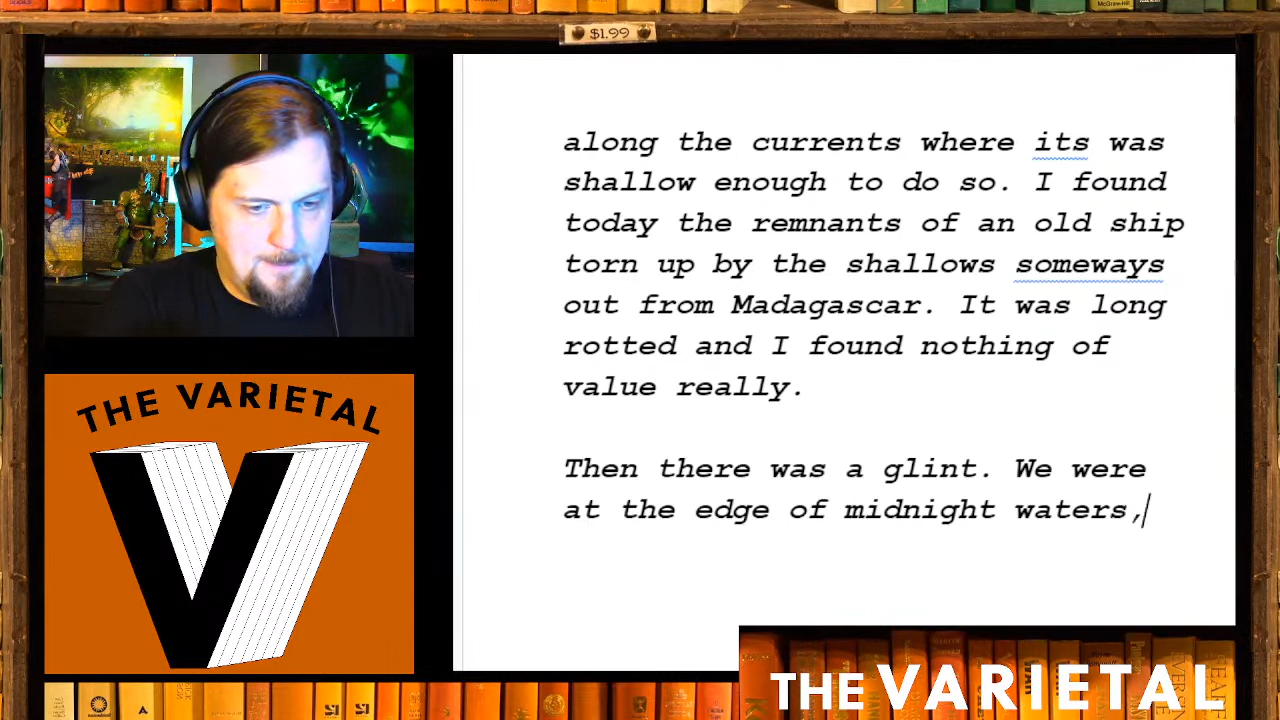 $1.99
McGraw-Hill
along the currents where its was
shallow enough to do so. I found
today the remnants of an old ship
torn up by the shallows someways
out from Madagascar. It was long
rotted and I found nothing of
value really.
Then there was a glint. We were
at the edge of midnight waters,
THE VARIETAL
V
THE VARIETAL